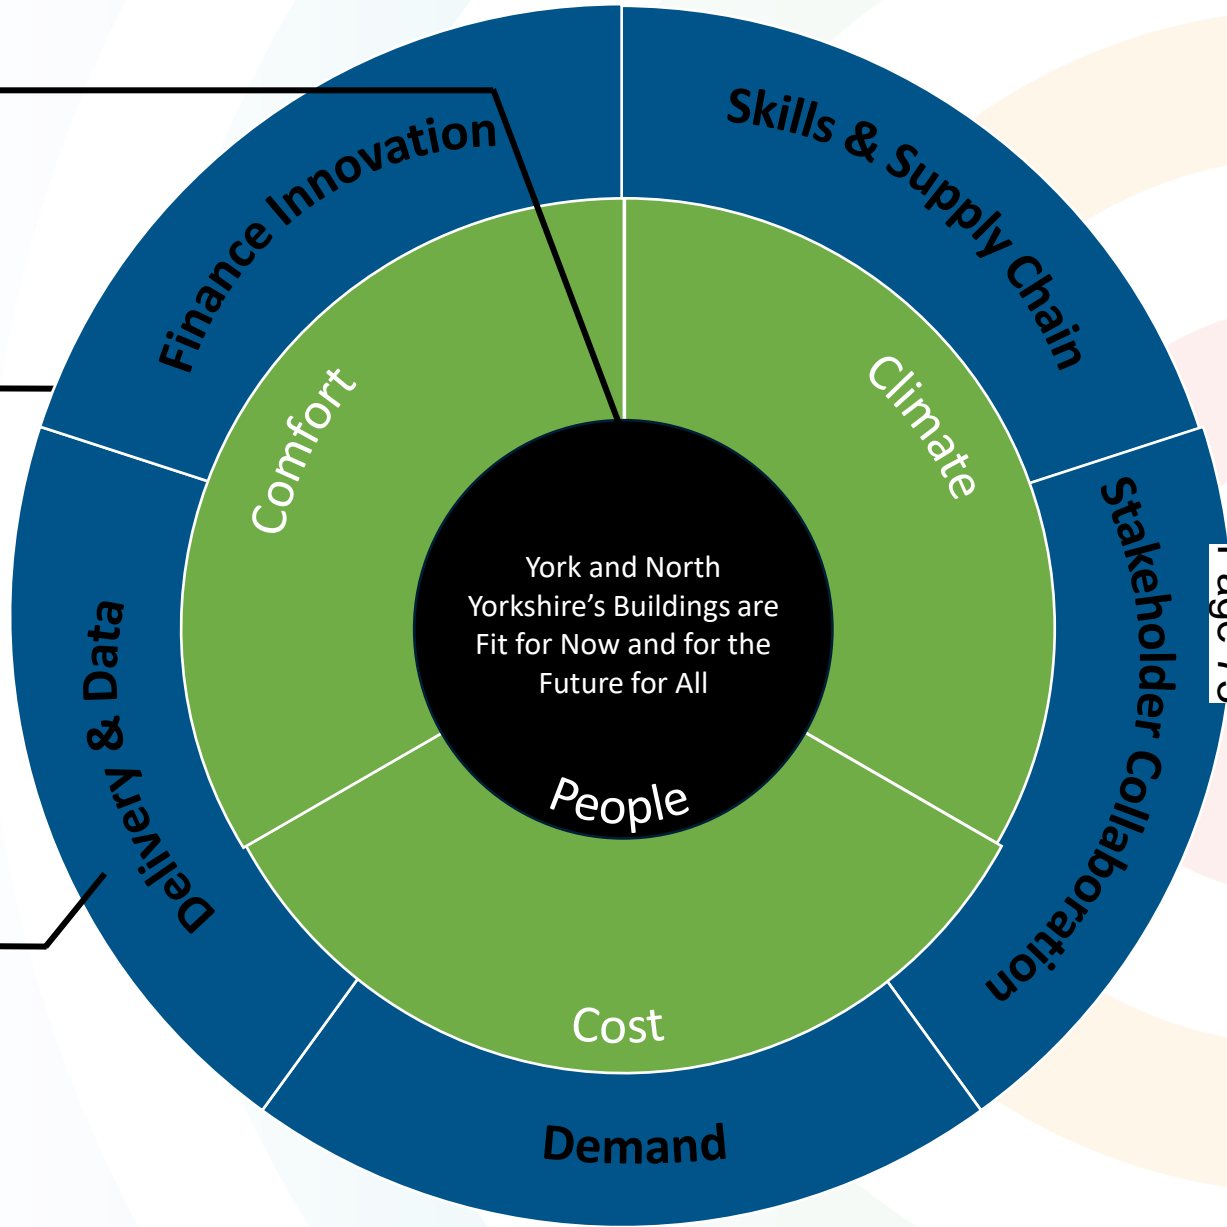 Finance Innovation
Skills & Supply Chain
Comfort
Climate
Stakeholder Collaboration
York and North
Yorkshire’s Buildings are
Fit for Now and for the
Future for All
Delivery & Data
People
Cost
Demand